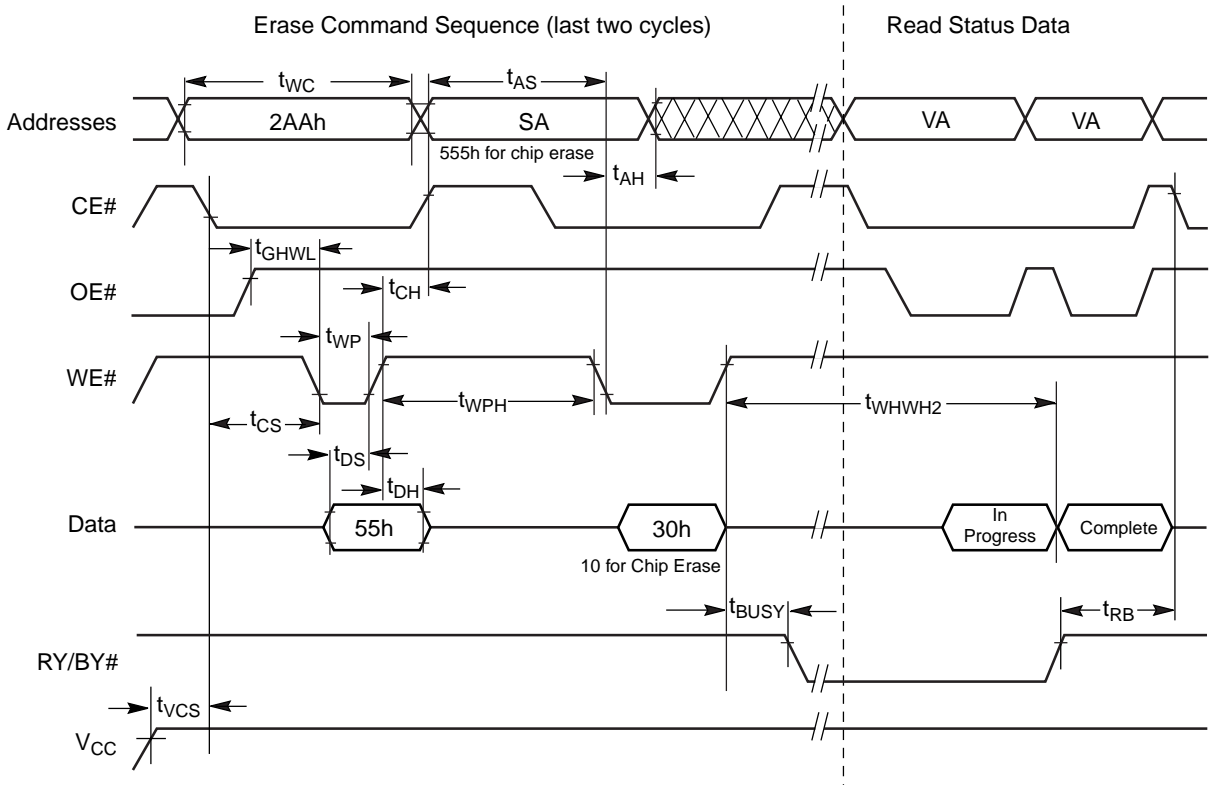 Erase Command Sequence (last two cycles)
Read Status Data
tWC
tAS
Addresses
2AAh
SA
VA
VA
555h for chip erase
tAH
CE#
tGHWL
OE#
tCH
tWP
WE#
tWPH
tWHWH2
tCS
tDS
tDH
Data
55h
30h
In
Progress
Complete
10 for Chip Erase
tBUSY
tRB
RY/BY#
tVCS
VCC